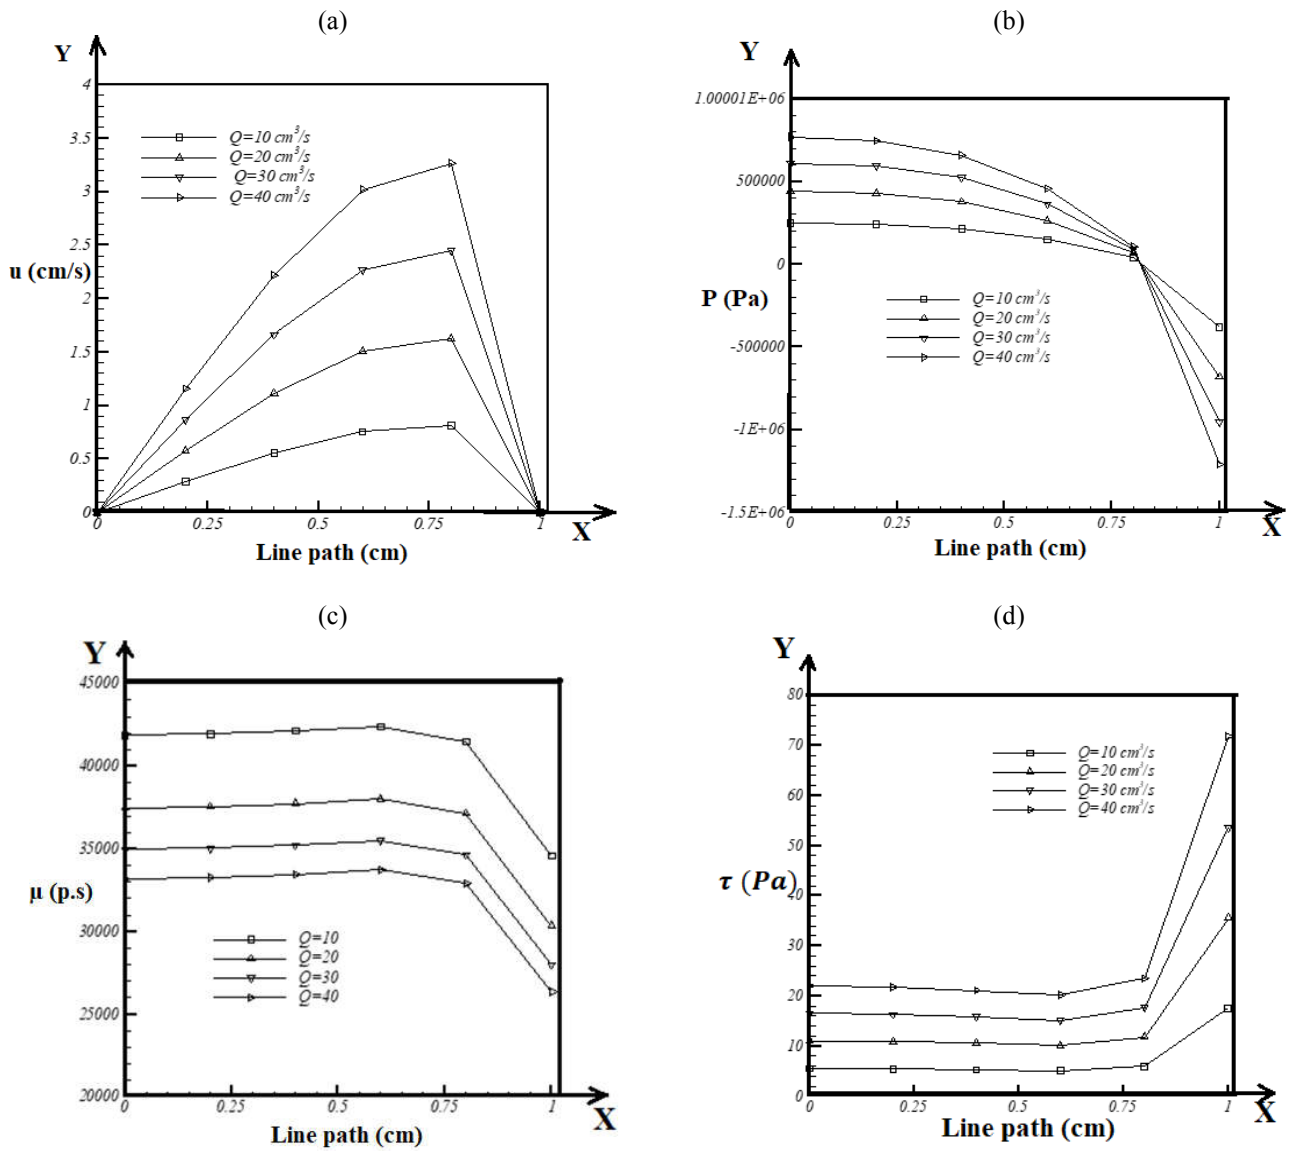 (a)
Y
4
3.5
3
2.5
2
1.5
1
0.5
0
u (cm/s)
Q=10 cm³/s
Q=20 cm³/s
Q=30 cm³/s
Q=40 cm³/s
0 0.25 0.5 0.75 1
X
Line path (cm)
(b)
Y
1.00001E+06
500000
0
-500000
-1E+06
-1.5E+06
P (Pa)
Q=10 cm³/s
Q=20 cm³/s
Q=30 cm³/s
Q=40 cm³/s
0 0.25 0.5 0.75 1
X
Line path (cm)
(c)
Y
45000
40000
35000
30000
25000
20000
μ (p.s)
Q=10
Q=20
Q=30
Q=40
0 0.25 0.5 0.75 1
X
Line path (cm)
(d)
Y
80
70
60
50
40
30
20
10
0
τ (Pa)
Q=10 cm³/s
Q=20 cm³/s
Q=30 cm³/s
Q=40 cm³/s
0 0.25 0.5 0.75 1
X
Line path (cm)